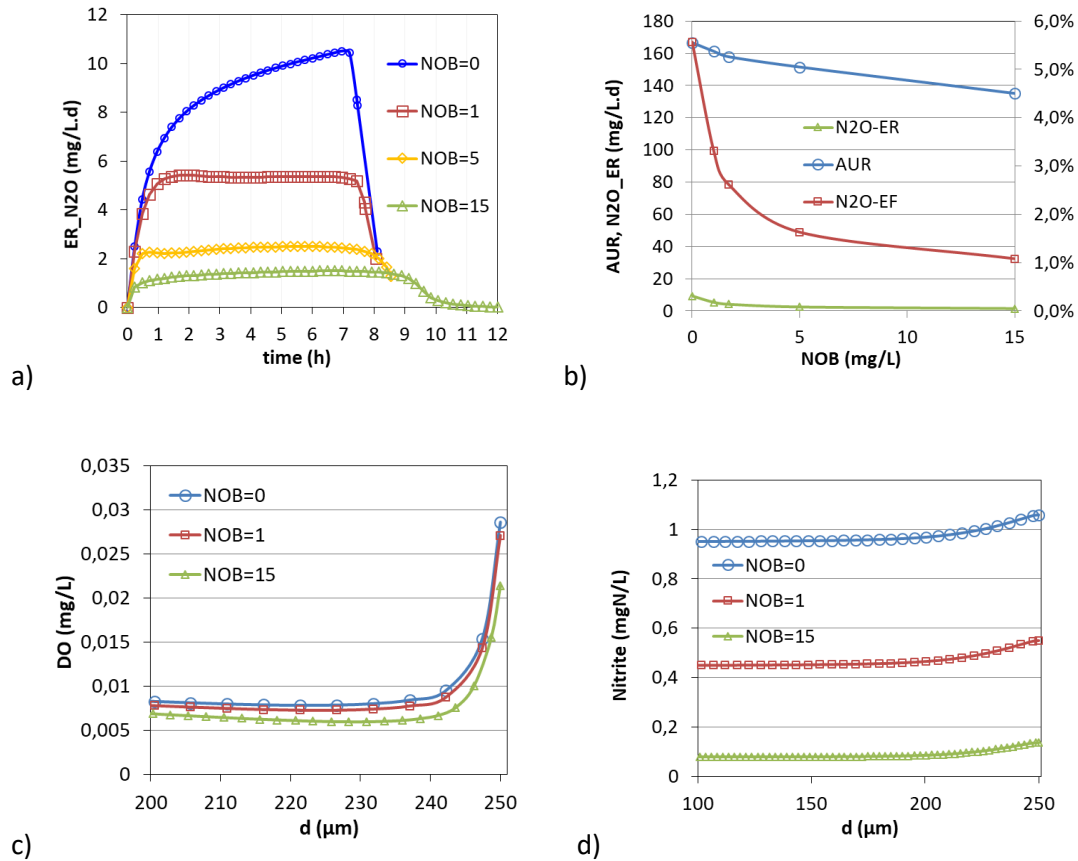 a)
ER_N2O (mg/L.d)
12
10
8
6
4
2
0
0 1 2 3 4 5 6 7 8 9 10 11 12
time (h)
NOB=0
NOB=1
NOB=5
NOB=15
b)
AUR, N2O_ER (mg/L.d)
180
160
140
120
100
80
60
40
20
0
6,0%
5,0%
4,0%
3,0%
2,0%
1,0%
0,0%
0 5 10 15
NOB (mg/L)
N2O-ER
AUR
N2O-EF
c)
DO (mg/L)
0,035
0,03
0,025
0,02
0,015
0,01
0,005
0
200 210 220 230 240 250
d (µm)
NOB=0
NOB=1
NOB=15
d)
Nitrite (mgN/L)
1,2
1
0,8
0,6
0,4
0,2
0
100 150 200 250
d (µm)
NOB=0
NOB=1
NOB=15